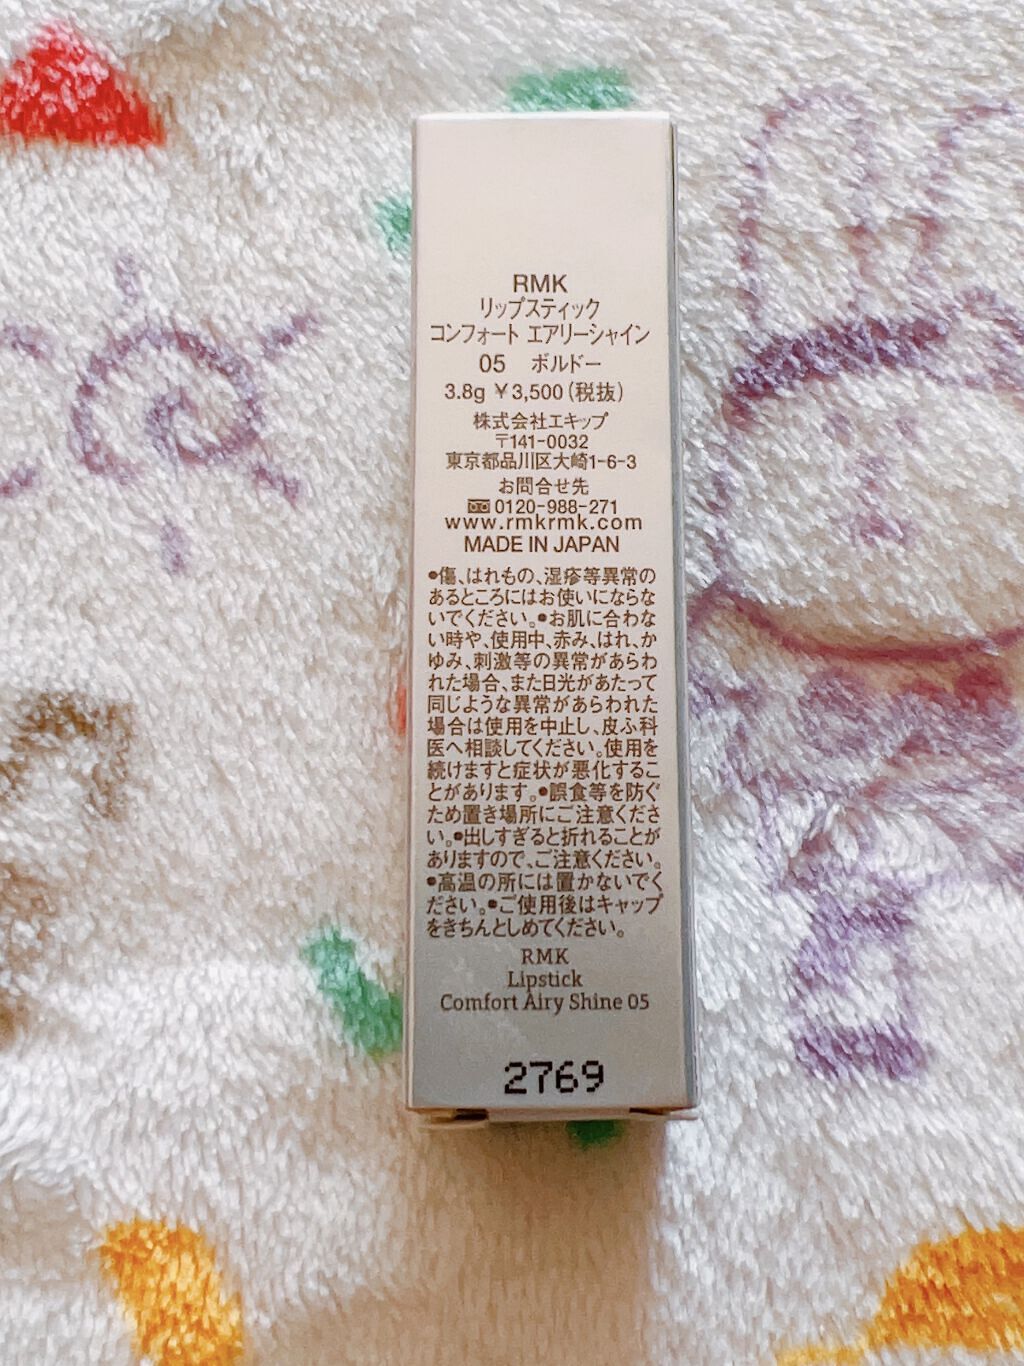 RMK
リップスティック
コンフォート エアリーシャイン
05 ボルドー
3.8g ¥3,500(税抜)
株式会社エキップ
〒141-0032
東京都品川区大崎1-6-3
お問合せ先
0120-988-271
www.rmkrmk.com
MADE IN JAPAN
●傷、はれもの、湿疹等異常の
あるところにはお使いにならな
いでください。●お肌に合わな
い時や、使用中、赤み、はれ、か
ゆみ、刺激等の異常があらわ
れた場合、また日光があたって
同じような異常があらわれた
場合は使用を中止し、皮ふ科
医へ相談してください。使用を
続けますと症状が悪化するこ
とがあります。●誤食等を防ぐ
ため置き場所にご注意くださ
い。●出しすぎると折れることが
ありますので、ご注意ください。
●高温の所には置かないでく
ださい。●ご使用後はキャップ
をきちんとしめてください。
RMK
Lipstick
Comfort Airy Shine 05
2769